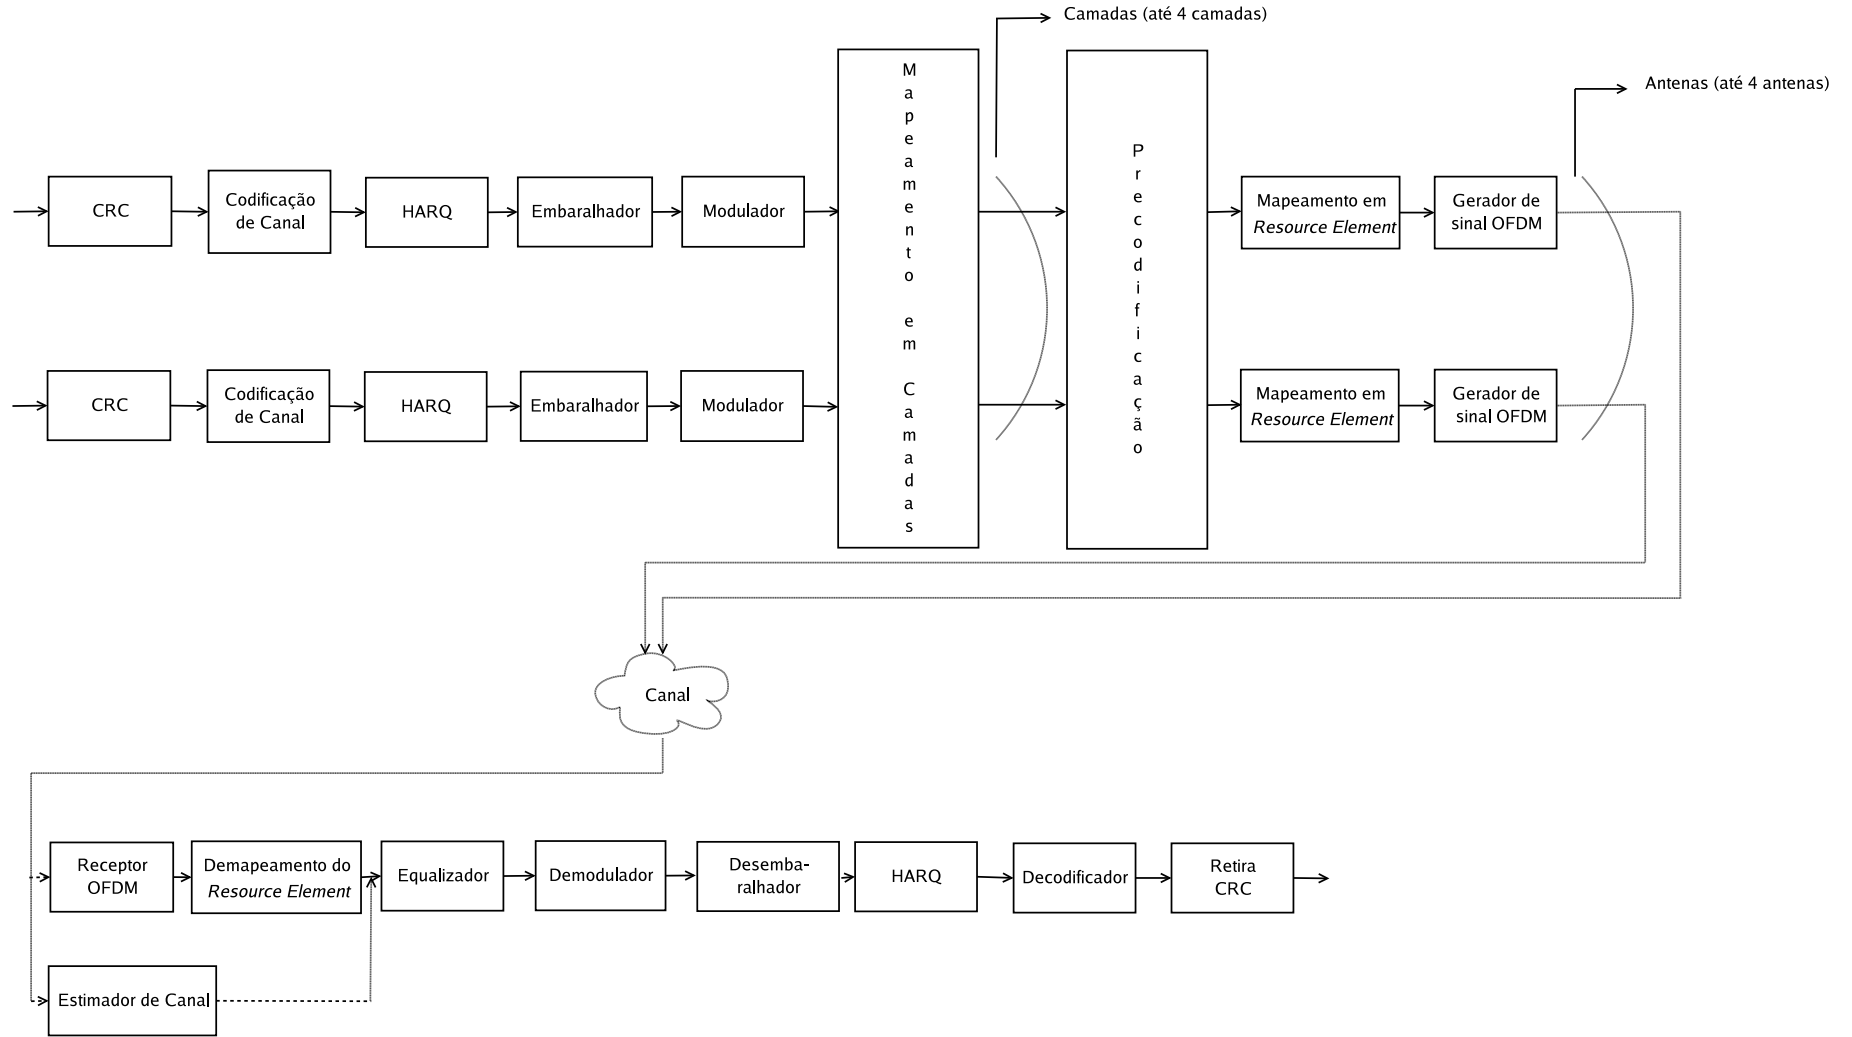 Camadas (até 4 camadas)
Antenas (até 4 antenas)
CRC
Codificação
de Canal
HARQ
Embaralhador
Modulador
Mapeamento em Camadas
Precodificação
Mapeamento em
Resource Element
Gerador de
sinal OFDM
CRC
Codificação
de Canal
HARQ
Embaralhador
Modulador
Mapeamento em
Resource Element
Gerador de
sinal OFDM
Canal
Receptor
OFDM
Demapeamento do
Resource Element
Equalizador
Demodulador
Desemba-
ralhador
HARQ
Decodificador
Retira
CRC
Estimador de Canal